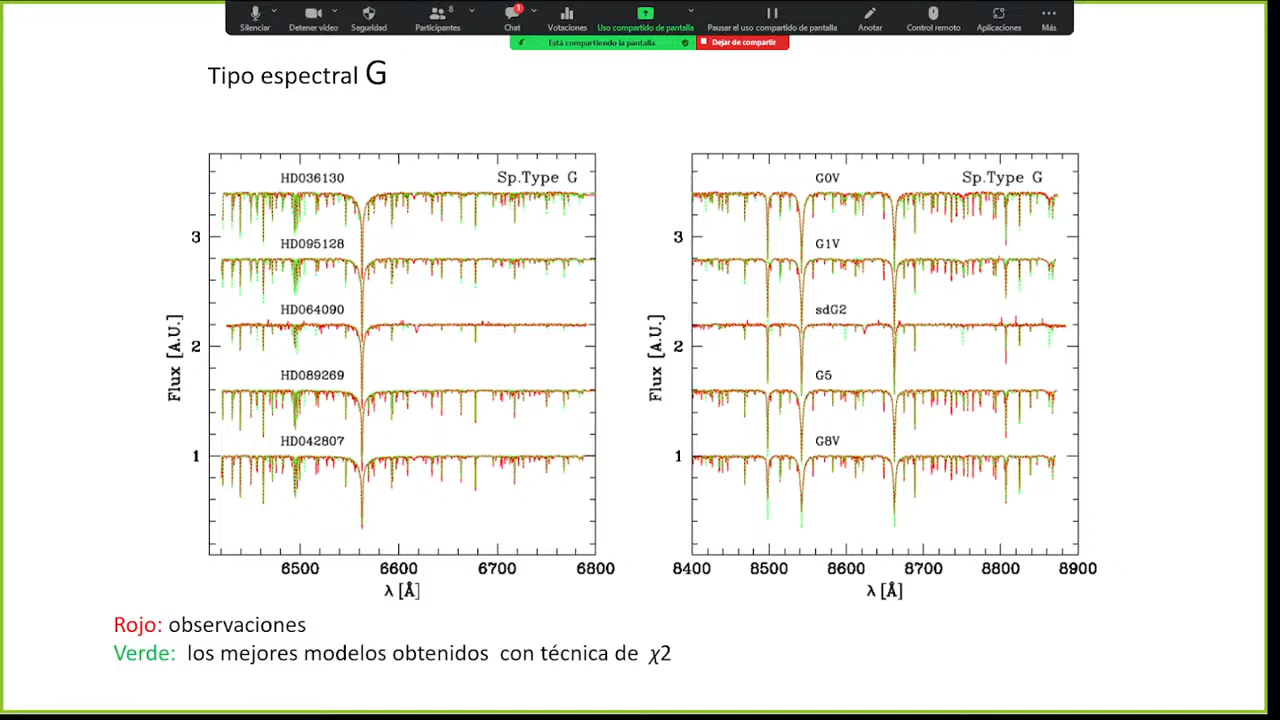 Silenciar Detener vídeo Seguridad Participantes 8 Chat 1 Votaciones Uso compartido de pantalla Pausar el uso compartido de pantalla Anotar Control remoto Aplicaciones Más
Está compartiendo la pantalla Dejar de compartir
Tipo espectral G
HD036130 Sp.Type G
HD095128
HD064090
HD089269
HD042807
3
2
1
Flux [A.U.]
6500 6600 6700 6800
λ [Å]
G0V Sp.Type G
G1V
sdG2
G5
G8V
3
2
1
Flux [A.U.]
8400 8500 8600 8700 8800 8900
λ [Å]
Rojo: observaciones
Verde: los mejores modelos obtenidos con técnica de χ2